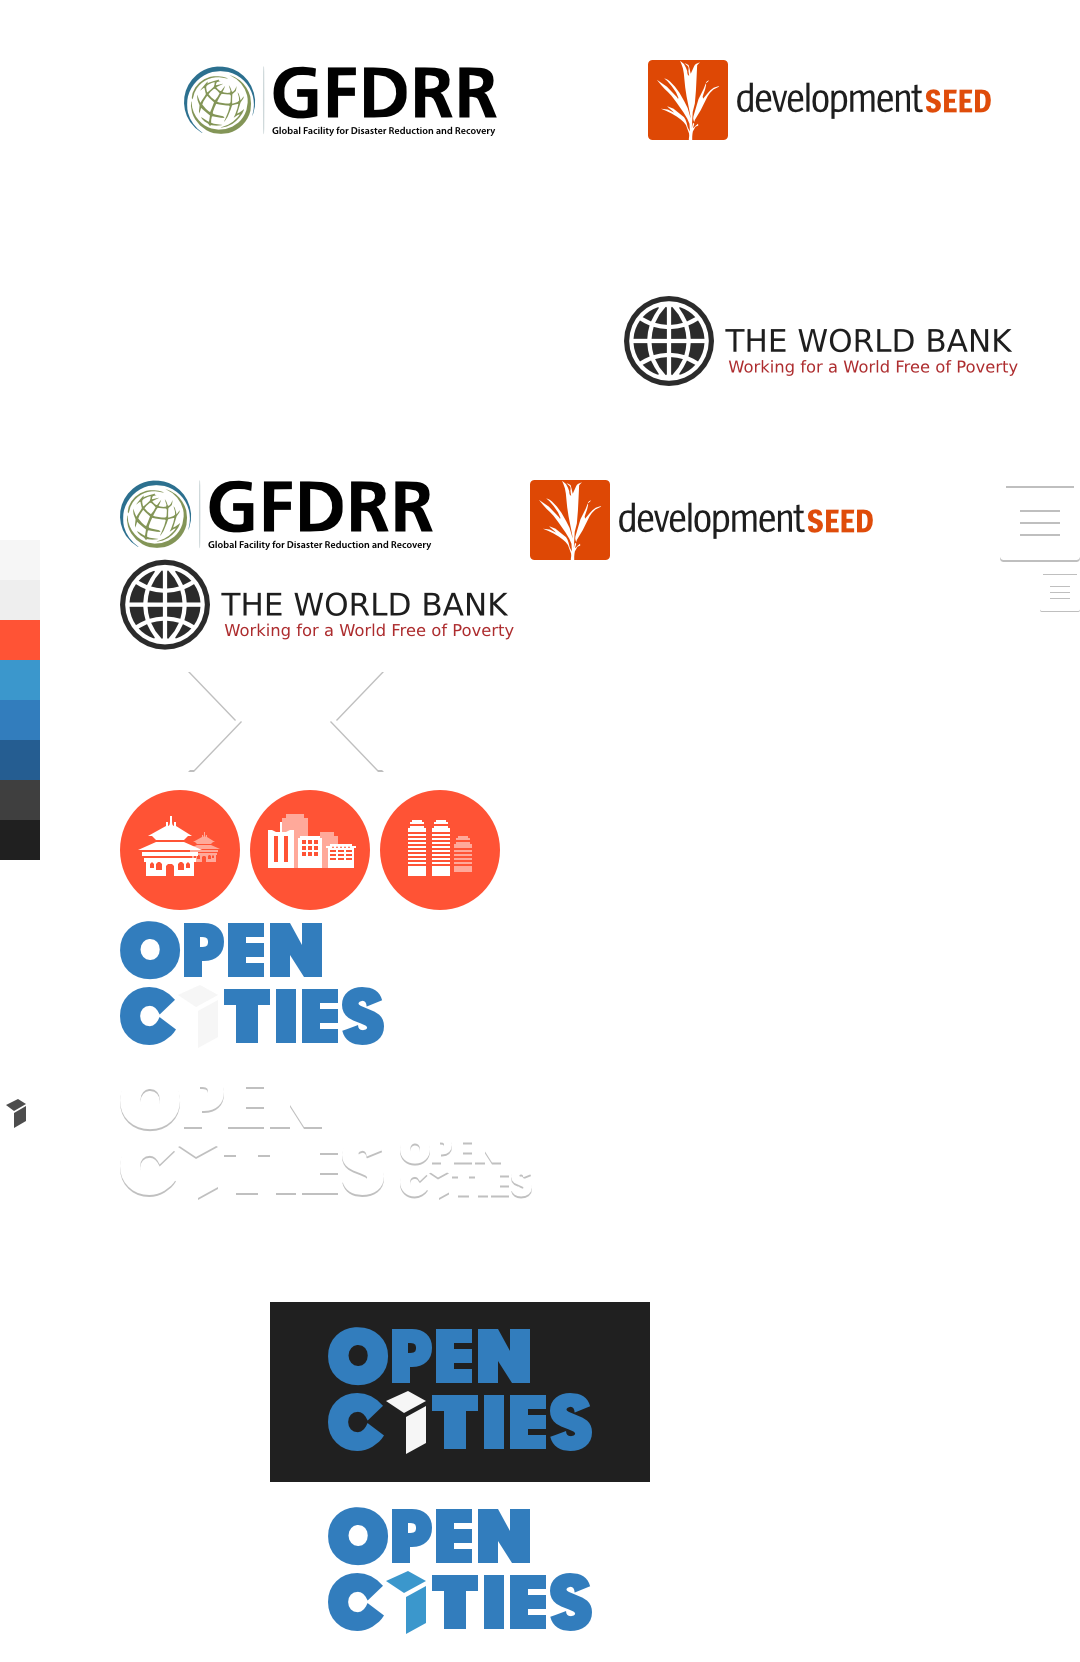 GFDRR
Global Facility for Disaster Reduction and Recovery
developmentSEED
THE WORLD BANK
Working for a World Free of Poverty
GFDRR
Global Facility for Disaster Reduction and Recovery
developmentSEED
THE WORLD BANK
Working for a World Free of Poverty
OPEN
CiTIES
OPEN
CiTIES
OPEN
CiTIES
OPEN
CiTIES
OPEN
CiTIES